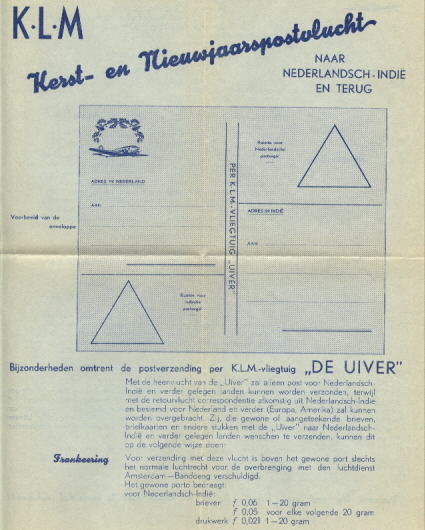 K·L·M
Kerst- en Nieuwjaarspostvlucht
NAAR
NEDERLANDSCH-INDIË
EN TERUG
Ruimte voor
Nederlandsche
postzegel
ADRES IN NEDERLAND
AAN:
PER K.L.M.-VLIEGTUIG „UIVER"
ADRES IN INDIË
AAN:
Voorbeeld van de
enveloppe
Ruimte voor
indische
postzegel
Bijzonderheden omtrent de postverzending per K.L.M.-vliegtuig „DE UIVER"
Met de heenvlucht van de „Uiver" zal alleen post voor Nederlandsch-
Indië en verder gelegen landen kunnen worden verzonden, terwijl
met de retourvlucht correspondentie afkomstig uit Nederlandsch-Indië
en bestemd voor Nederland en verder (Europa, Amerika) zal kunnen
worden overgebracht. Zij, die gewone of aangeteekende brieven,
briefkaarten en andere stukken met de „Uiver" naar Nederlandsch-
Indië en verder gelegen landen wenschen te verzenden, kunnen dit
op de volgende wijze doen:
Frankeering
Voor verzending met deze vlucht is boven het gewone port slechts
het normale luchtrecht voor de overbrenging met den luchtdienst
Amsterdam—Bandoeng verschuldigd.
Het gewone porto bedraagt
voor Nederlandsch-Indië:
brieven f 0,06 1—20 gram
f 0,05 voor elke volgende 20 gram
drukwerk f 0,02½ 1—20 gram